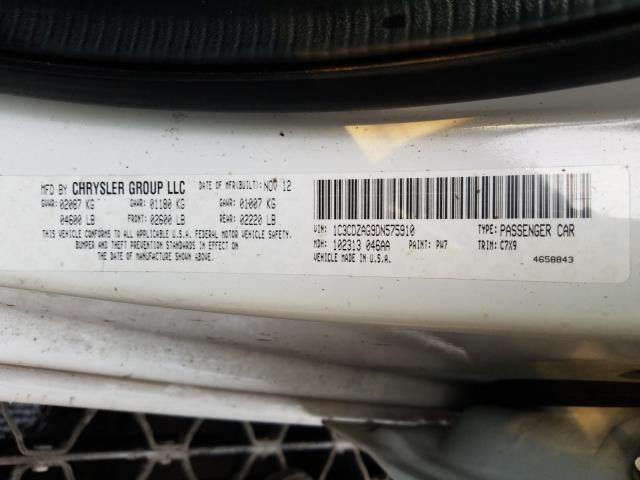 MFD BY CHRYSLER GROUP LLC DATE OF MFR(BUILT): NOV 12
GVWR: 02087 KG GAWR: 01180 KG GAWR: 01007 KG
04600 LB FRONT: 02600 LB REAR: 02220 LB
THIS VEHICLE CONFORMS TO ALL APPLICABLE U.S.A. FEDERAL MOTOR VEHICLE SAFETY,
BUMPER AND THEFT PREVENTION STANDARDS IN EFFECT ON
THE DATE OF MANUFACTURE SHOWN ABOVE.
VIN: 1C3CDZAG9DN575910 TYPE: PASSENGER CAR
MDH: 102313 046AA PAINT: PW7 TRIM: C7X9
VEHICLE MADE IN U.S.A. 4658843